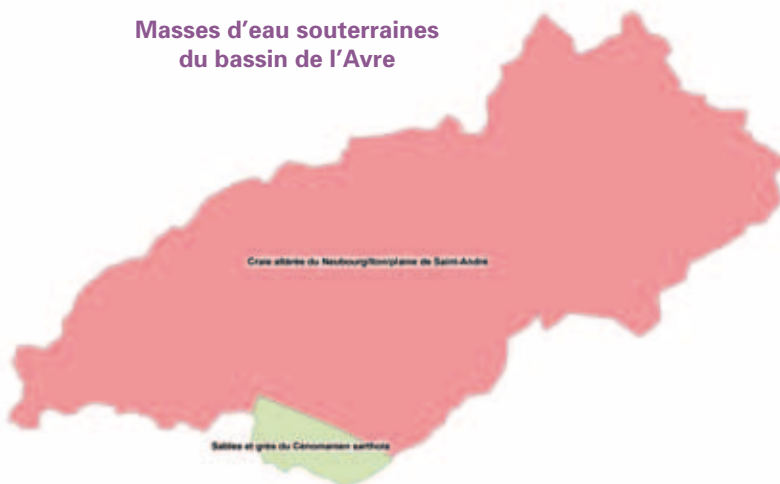 Masses d’eau souterraines
du bassin de l’Avre
Craie altérée du Neubourg/Iton/plaine de Saint-André
Sables et grès du Cénomanien sarthois